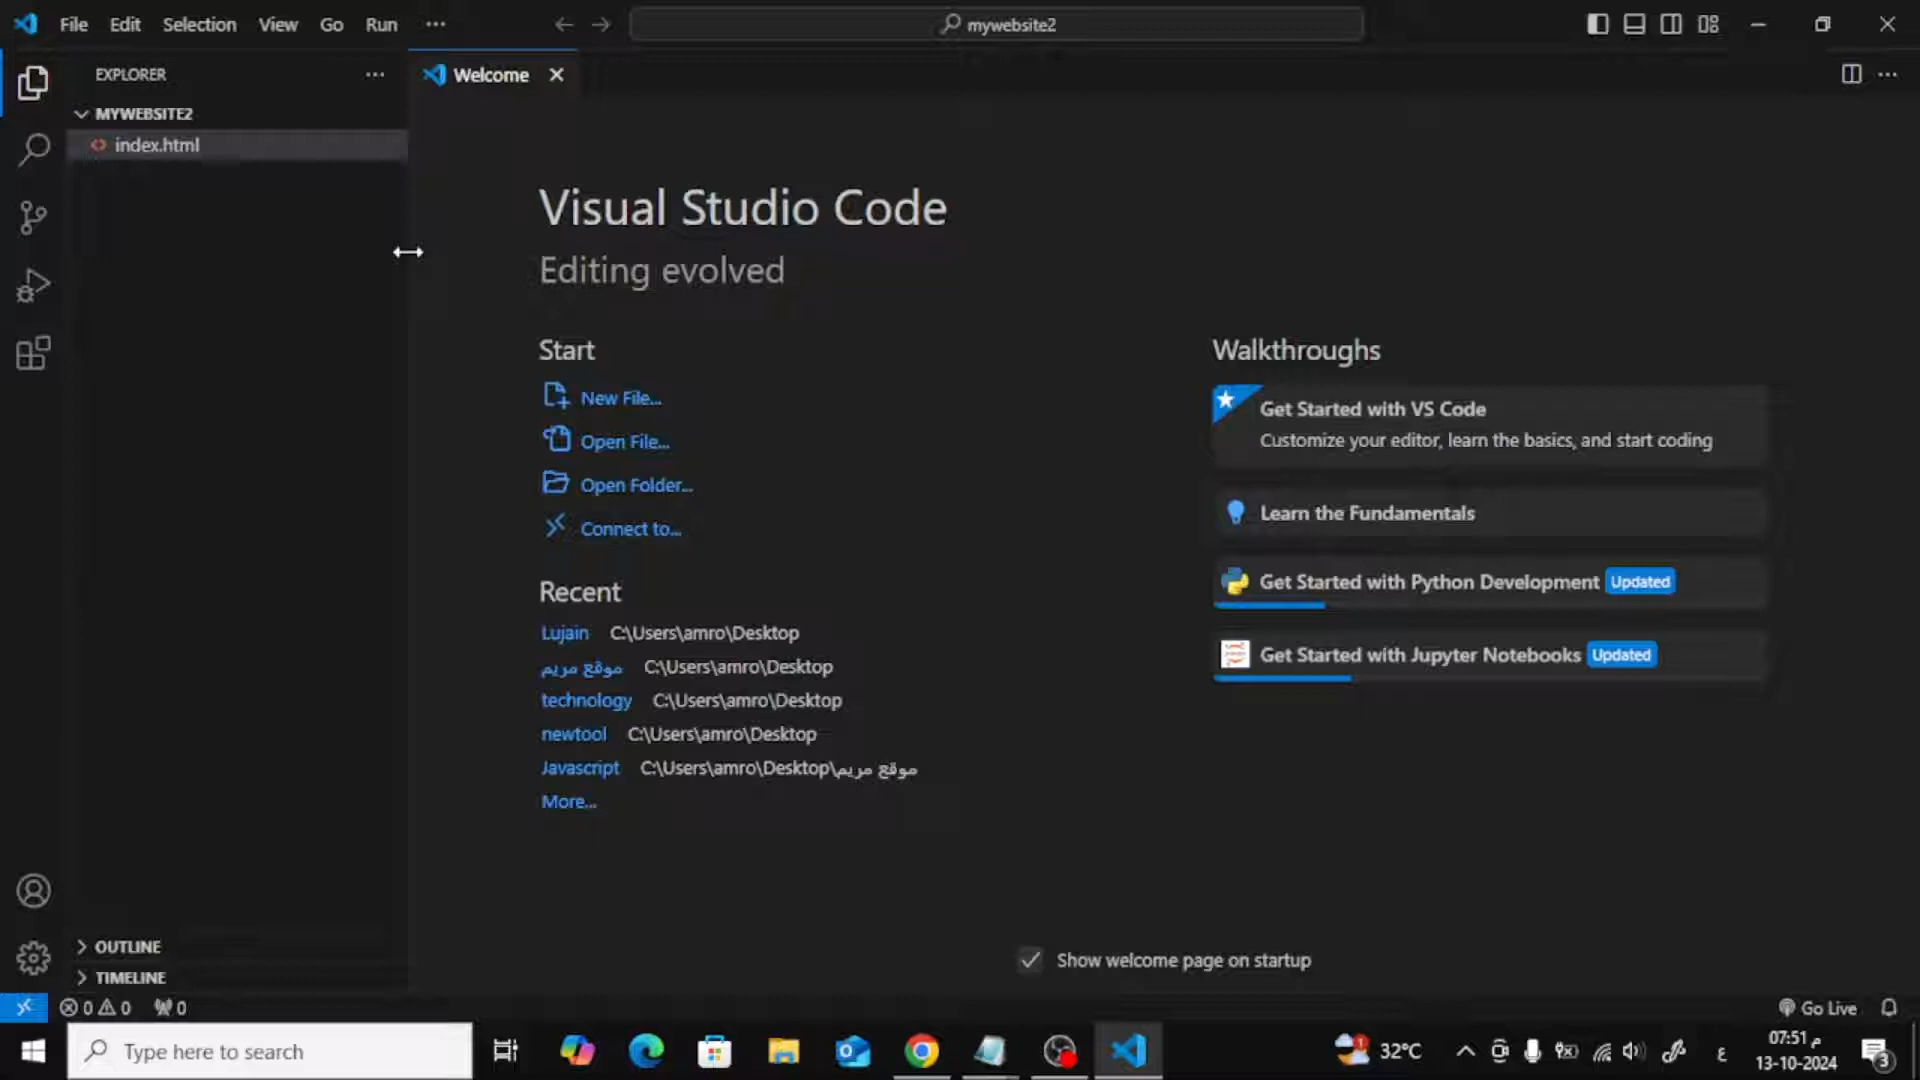 File Edit Selection View Go Run ...
mywebsite2
EXPLORER ...
Welcome
MYWEBSITE2
index.html
Visual Studio Code
Editing evolved
Start
New File...
Open File...
Open Folder...
Connect to...
Recent
Lujain C:\Users\amro\Desktop
موقع مريم C:\Users\amro\Desktop
technology C:\Users\amro\Desktop
newtool C:\Users\amro\Desktop
Javascript C:\Users\amro\Desktop\موقع مريم
More...
Walkthroughs
Get Started with VS Code
Customize your editor, learn the basics, and start coding
Learn the Fundamentals
Get Started with Python Development Updated
Get Started with Jupyter Notebooks Updated
Show welcome page on startup
OUTLINE
TIMELINE
0 0 0
Go Live
Type here to search
32°C
ع
07:51 م
13-10-2024
3